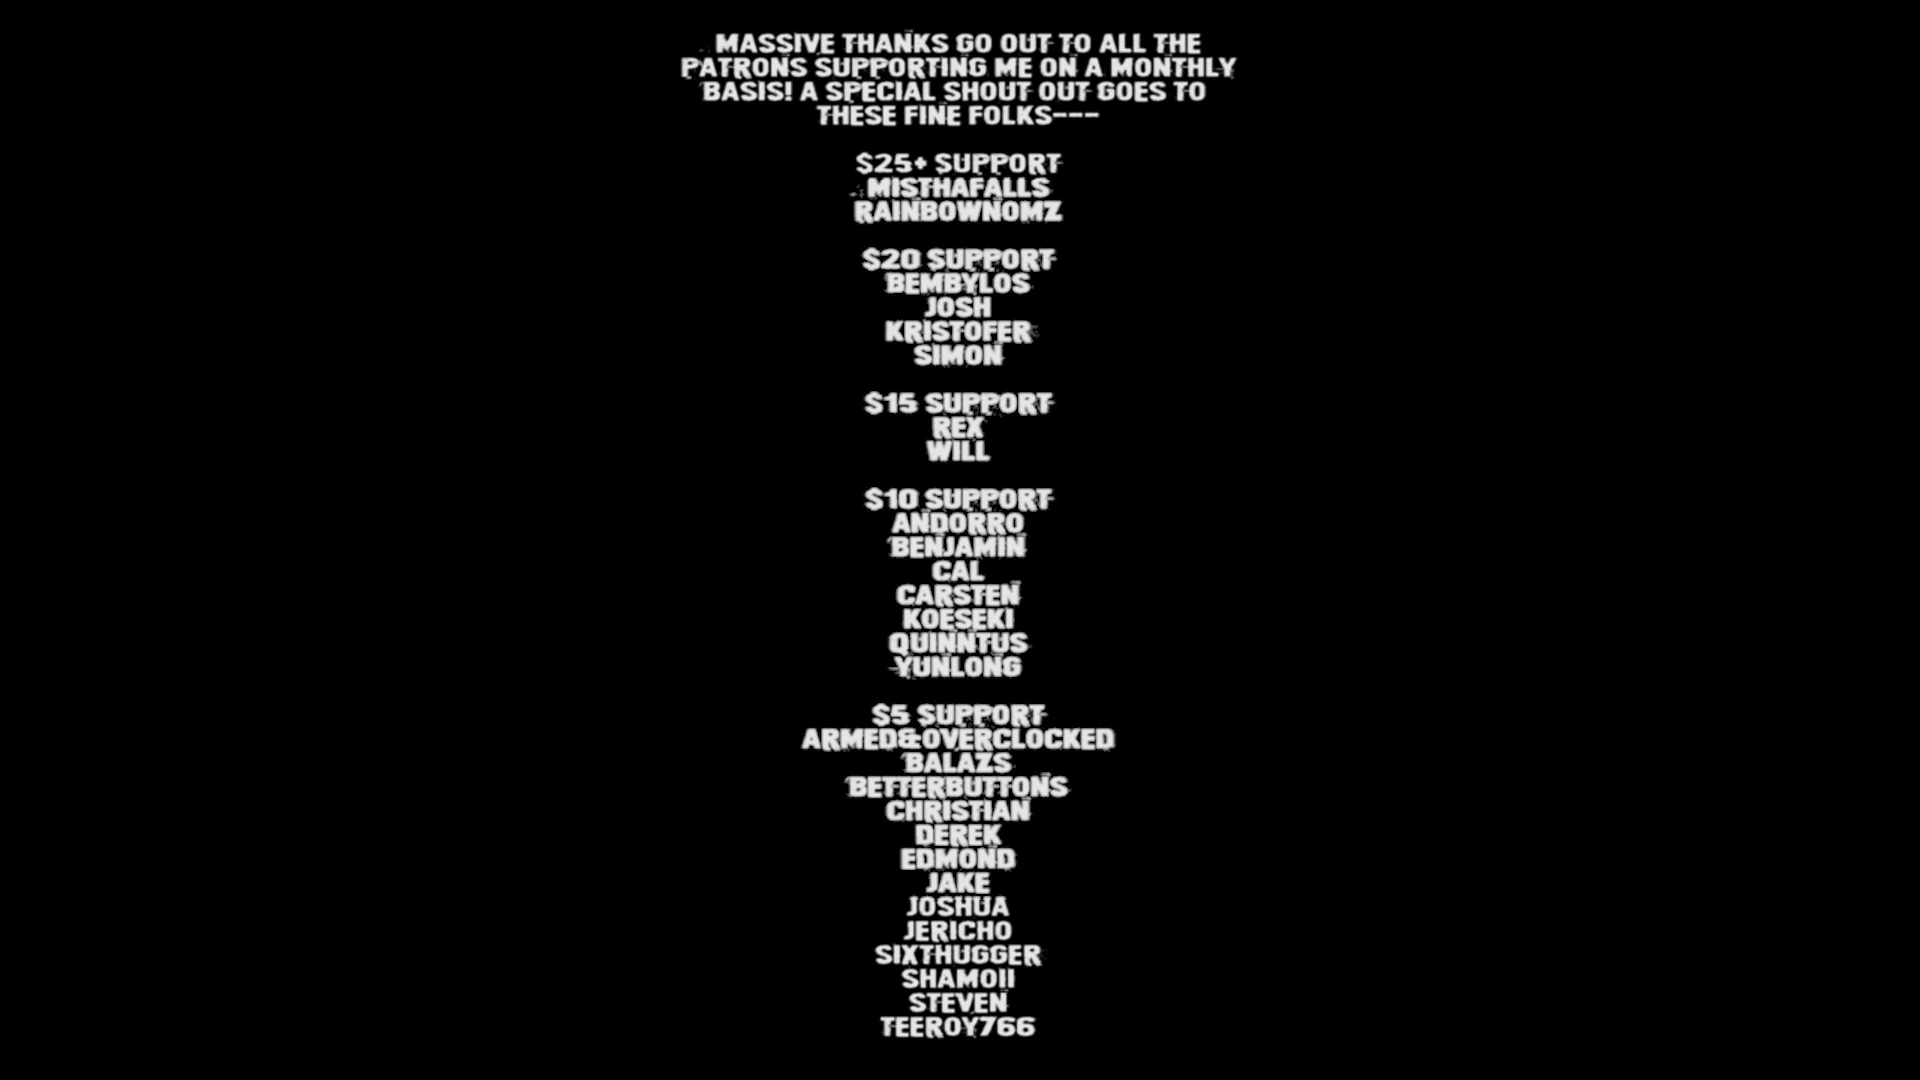 MASSIVE THANKS GO OUT TO ALL THE
PATRONS SUPPORTING ME ON A MONTHLY
BASIS! A SPECIAL SHOUT OUT GOES TO
THESE FINE FOLKS---
$25+ SUPPORT
MISTHAFALLS
RAINBOWNOMZ
$20 SUPPORT
BEMBYLOS
JOSH
KRISTOFER
SIMON
$15 SUPPORT
REX
WILL
$10 SUPPORT
ANDORRO
BENJAMIN
CAL
CARSTEN
KOESEKI
QUINNTUS
YUNLONG
$5 SUPPORT
ARMED&OVERCLOCKED
BALAZS
BETTERBUTTONS
CHRISTIAN
DEREK
EDMOND
JAKE
JOSHUA
JERICHO
SIXTHUGGER
SHAMOII
STEVEN
TEEROY766